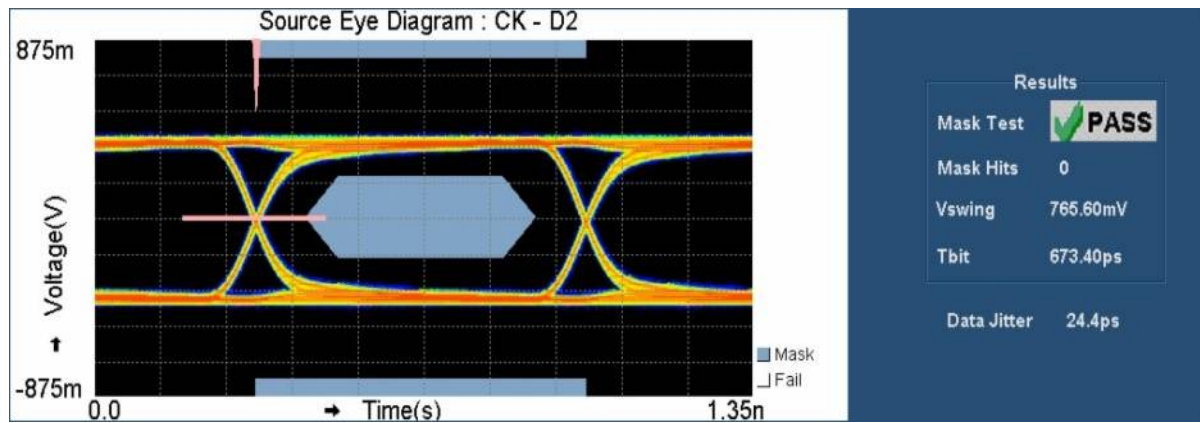 Source Eye Diagram : CK - D2
875m
Voltage(V)
-875m
0.0
Time(s)
1.35n
Mask
Fail
Results
Mask Test PASS
Mask Hits 0
Vswing 765.60mV
Tbit 673.40ps
Data Jitter 24.4ps